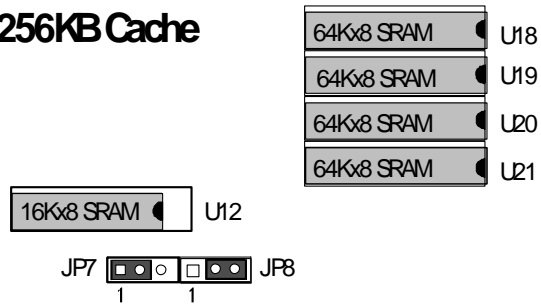 256KB Cache
64Kx8 SRAM U18
64Kx8 SRAM U19
64Kx8 SRAM U20
64Kx8 SRAM U21
16Kx8 SRAM U12
JP7 JP8
1 1